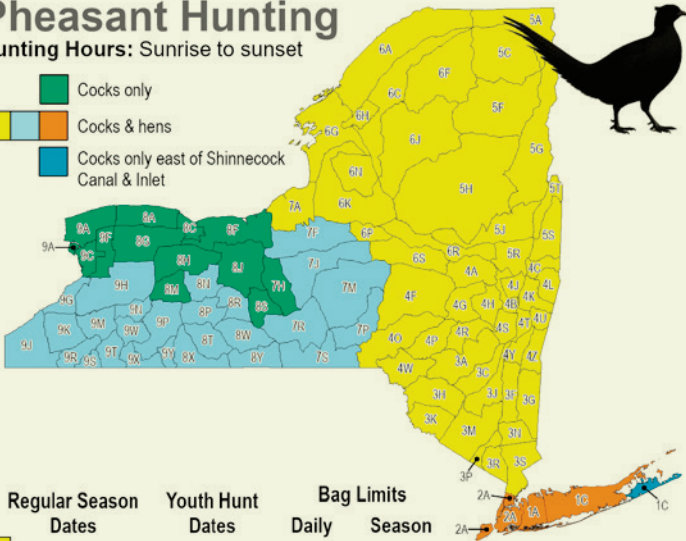 Pheasant Hunting
unting Hours: Sunrise to sunset
Cocks only
Cocks & hens
Cocks only east of Shinnecock
Canal & Inlet
5A
6A
5C
6F
6C
5F
6H
6G
6J
5G
6N
5H
5T
6K
7A
8A
9A
8C
8F
7F
6P
5J
5S
9F
8G
9A
9C
6R
5R
6S
8H
8J
7J
4A
4C
9H
8N
7H
7M
4J
4L
8M
4F
4K
9G
8R
4G
4H
4B
8S
9N
8P
4U
9K
9M
9P
7R
7P
4R
4S
4T
9W
8W
4O
4P
9J
8T
4Y
4Z
9R
9S
9T
9X
9Y
8X
8Y
7S
3A
4W
3C
3H
3J
3F
3G
3K
3M
3N
3P
3R
3S
2A
1C
2A
1A
1C
2A
Regular Season
Dates
Youth Hunt
Dates
Bag Limits
Daily
Season